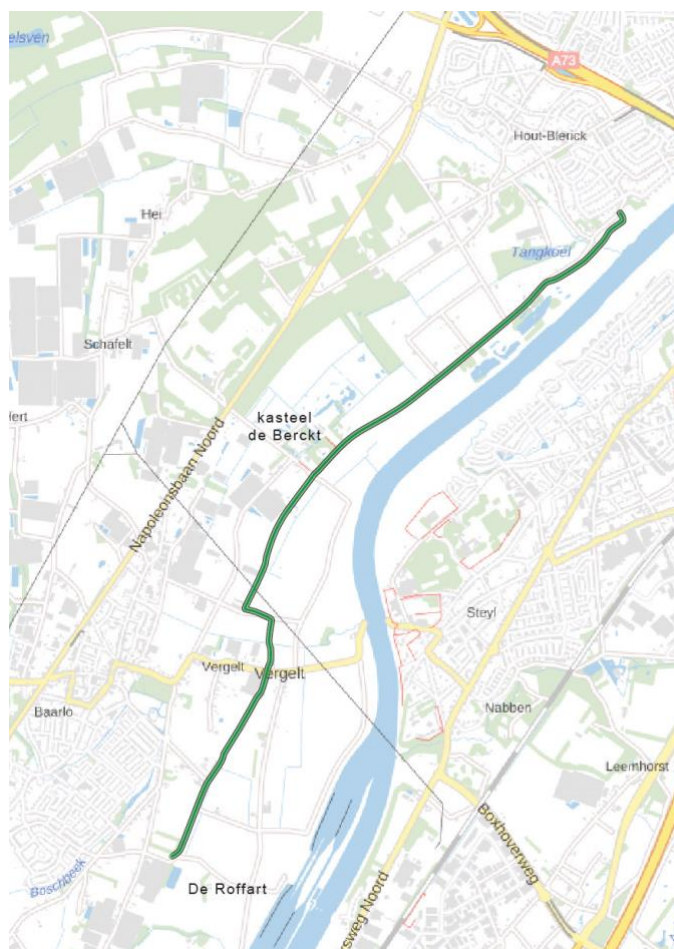 elsven
A73
Hout-Blerick
Hei
Tangkoel
Schafelt
kasteel
de Berckt
Napoleonsbaan Noord
Steyl
Vergelt
Vergelt
Nabben
Baarlo
Leemhorst
Boxhoverweg
Boschbeek
De Roffart
sweg Noord